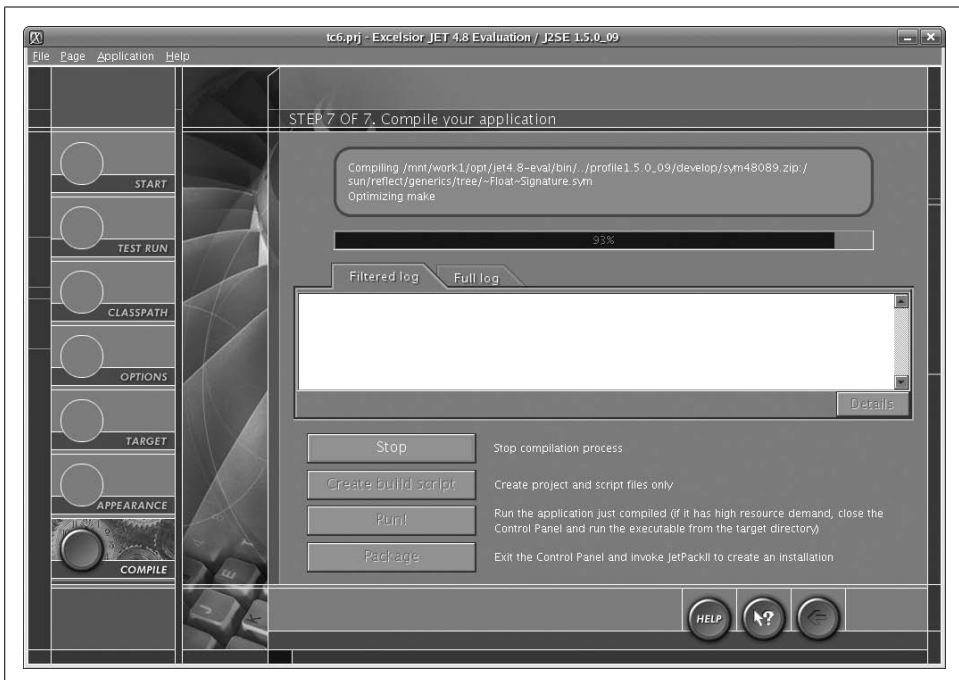 tc6.prj - Excelsior JET 4.8 Evaluation / J2SE 1.5.0_09
File Page Application Help
STEP 7 OF 7. Compile your application
Compiling /mnt/work1/opt/jet4.8-eval/bin/../profile1.5.0_09/develop/sym48089.zip:/
sun/reflect/generics/tree/~Float~Signature.sym
Optimizing make
93%
Filtered log Full log
Details
START
TEST RUN
CLASSPATH
OPTIONS
TARGET
APPEARANCE
COMPILE
Stop Stop compilation process
Create build script Create project and script files only
Run! Run the application just compiled (if it has high resource demand, close the
Control Panel and run the executable from the target directory)
Package Exit the Control Panel and invoke JetPackII to create an installation
HELP
?